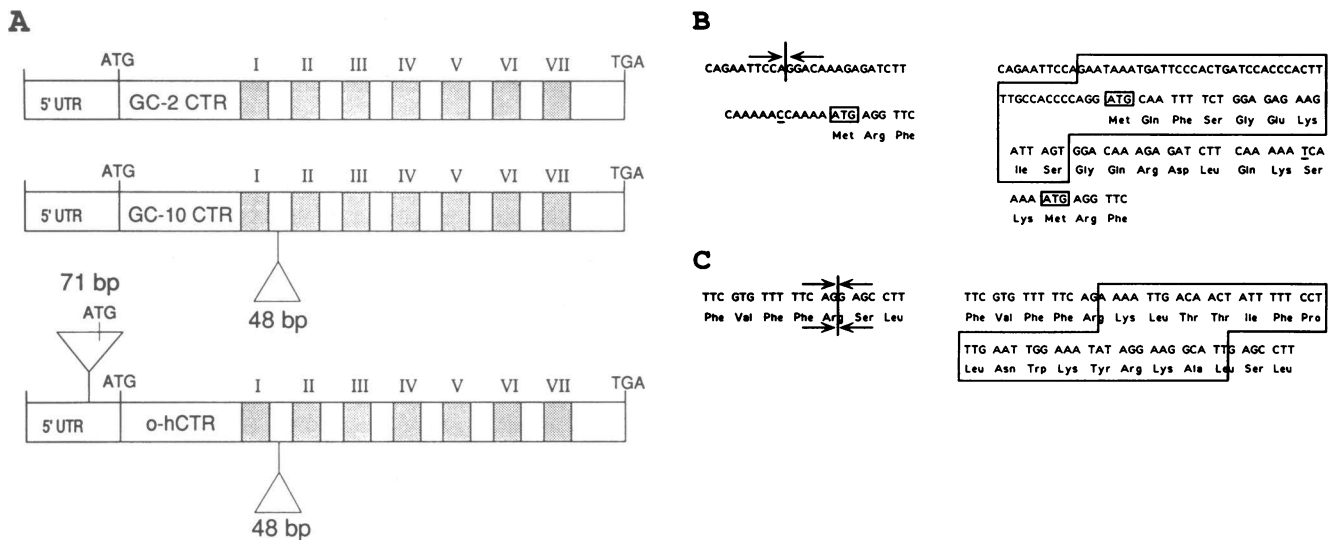 A
ATG I II III IV V VI VII TGA
5' UTR GC-2 CTR
ATG I II III IV V VI VII TGA
5' UTR GC-10 CTR
48 bp
71 bp
ATG
ATG I II III IV V VI VII TGA
5' UTR o-hCTR
48 bp
B
CAGAATTCCAGGACAAAGAGATCTT
CAAAAACCAAAA ATG AGG TTC
Met Arg Phe
CAGAATTCCAGAATAAATGATTCCCACTGATCCACCCACTT
TTGCCACCCCAGG ATG CAA TTT TCT GGA GAG AAG
Met Gln Phe Ser Gly Glu Lys
ATT AGT GGA CAA AGA GAT CTT CAA AAA TCA
Ile Ser Gly Gln Arg Asp Leu Gln Lys Ser
AAA ATG AGG TTC
Lys Met Arg Phe
C
TTC GTG TTT TTC AGG AGC CTT
Phe Val Phe Phe Arg Ser Leu
TTC GTG TTT TTC AGA AAA TTG ACA ACT ATT TTT CCT
Phe Val Phe Phe Arg Lys Leu Thr Thr Ile Phe Pro
TTG AAT TGG AAA TAT AGG AAG GCA TTG AGC CTT
Leu Asn Trp Lys Tyr Arg Lys Ala Leu Ser Leu